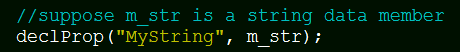 //suppose m_str is a string data member
declProp("MyString", m_str);